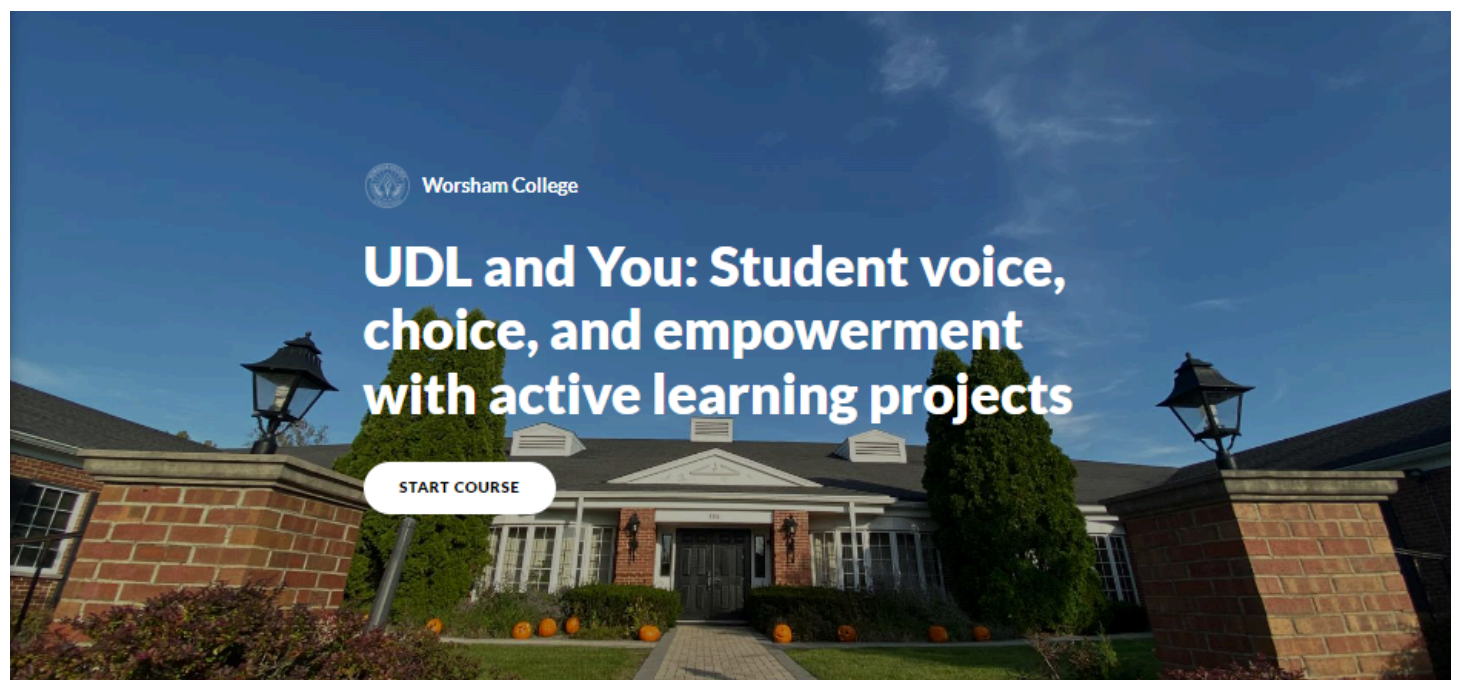 Worsham College
UDL and You: Student voice,
choice, and empowerment
with active learning projects
START COURSE